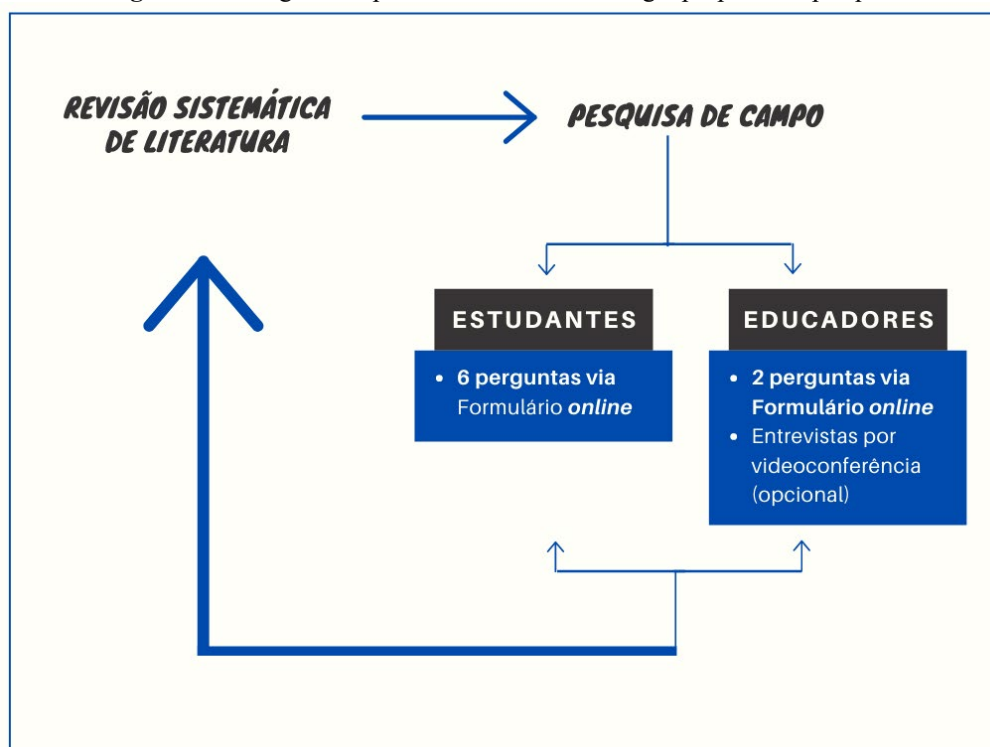 REVISÃO SISTEMÁTICA
DE LITERATURA
PESQUISA DE CAMPO
ESTUDANTES
• 6 perguntas via
Formulário online
EDUCADORES
• 2 perguntas via
Formulário online
• Entrevistas por
videoconferência
(opcional)